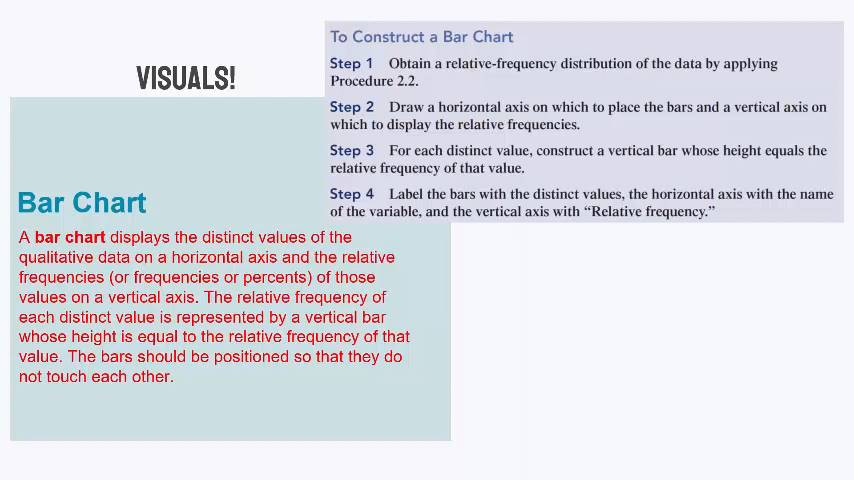 VISUALS!
To Construct a Bar Chart
Step 1 Obtain a relative-frequency distribution of the data by applying
Procedure 2.2.
Step 2 Draw a horizontal axis on which to place the bars and a vertical axis on
which to display the relative frequencies.
Step 3 For each distinct value, construct a vertical bar whose height equals the
relative frequency of that value.
Step 4 Label the bars with the distinct values, the horizontal axis with the name
of the variable, and the vertical axis with “Relative frequency.”
Bar Chart
A bar chart displays the distinct values of the
qualitative data on a horizontal axis and the relative
frequencies (or frequencies or percents) of those
values on a vertical axis. The relative frequency of
each distinct value is represented by a vertical bar
whose height is equal to the relative frequency of that
value. The bars should be positioned so that they do
not touch each other.